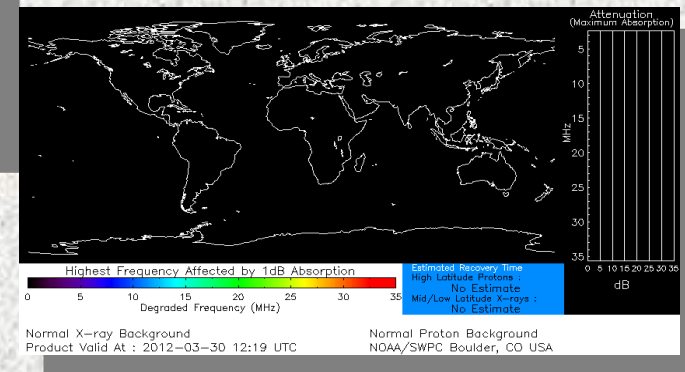 Attenuation
(Maximum Absorption)
5
10
15
20
25
30
35
MHz
0 5 10 15 20 25 30 35
dB
Highest Frequency Affected by 1dB Absorption
0 5 10 15 20 25 30 35
Degraded Frequency (MHz)
Estimated Recovery Time
High Latitude Protons :
No Estimate
Mid/Low Latitude X-rays :
No Estimate
Normal X-ray Background
Normal Proton Background
Product Valid At : 2012-03-30 12:19 UTC
NOAA/SWPC Boulder, CO USA